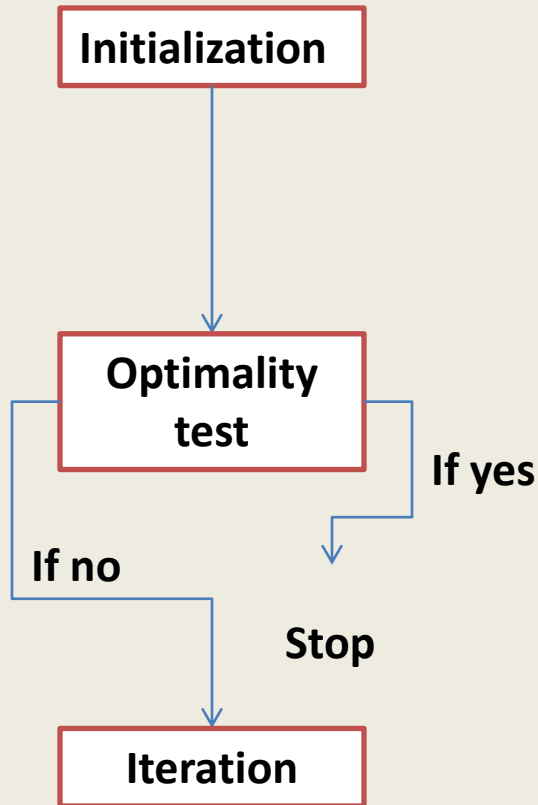 Initialization
Optimality
test
If yes
If no
Stop
Iteration